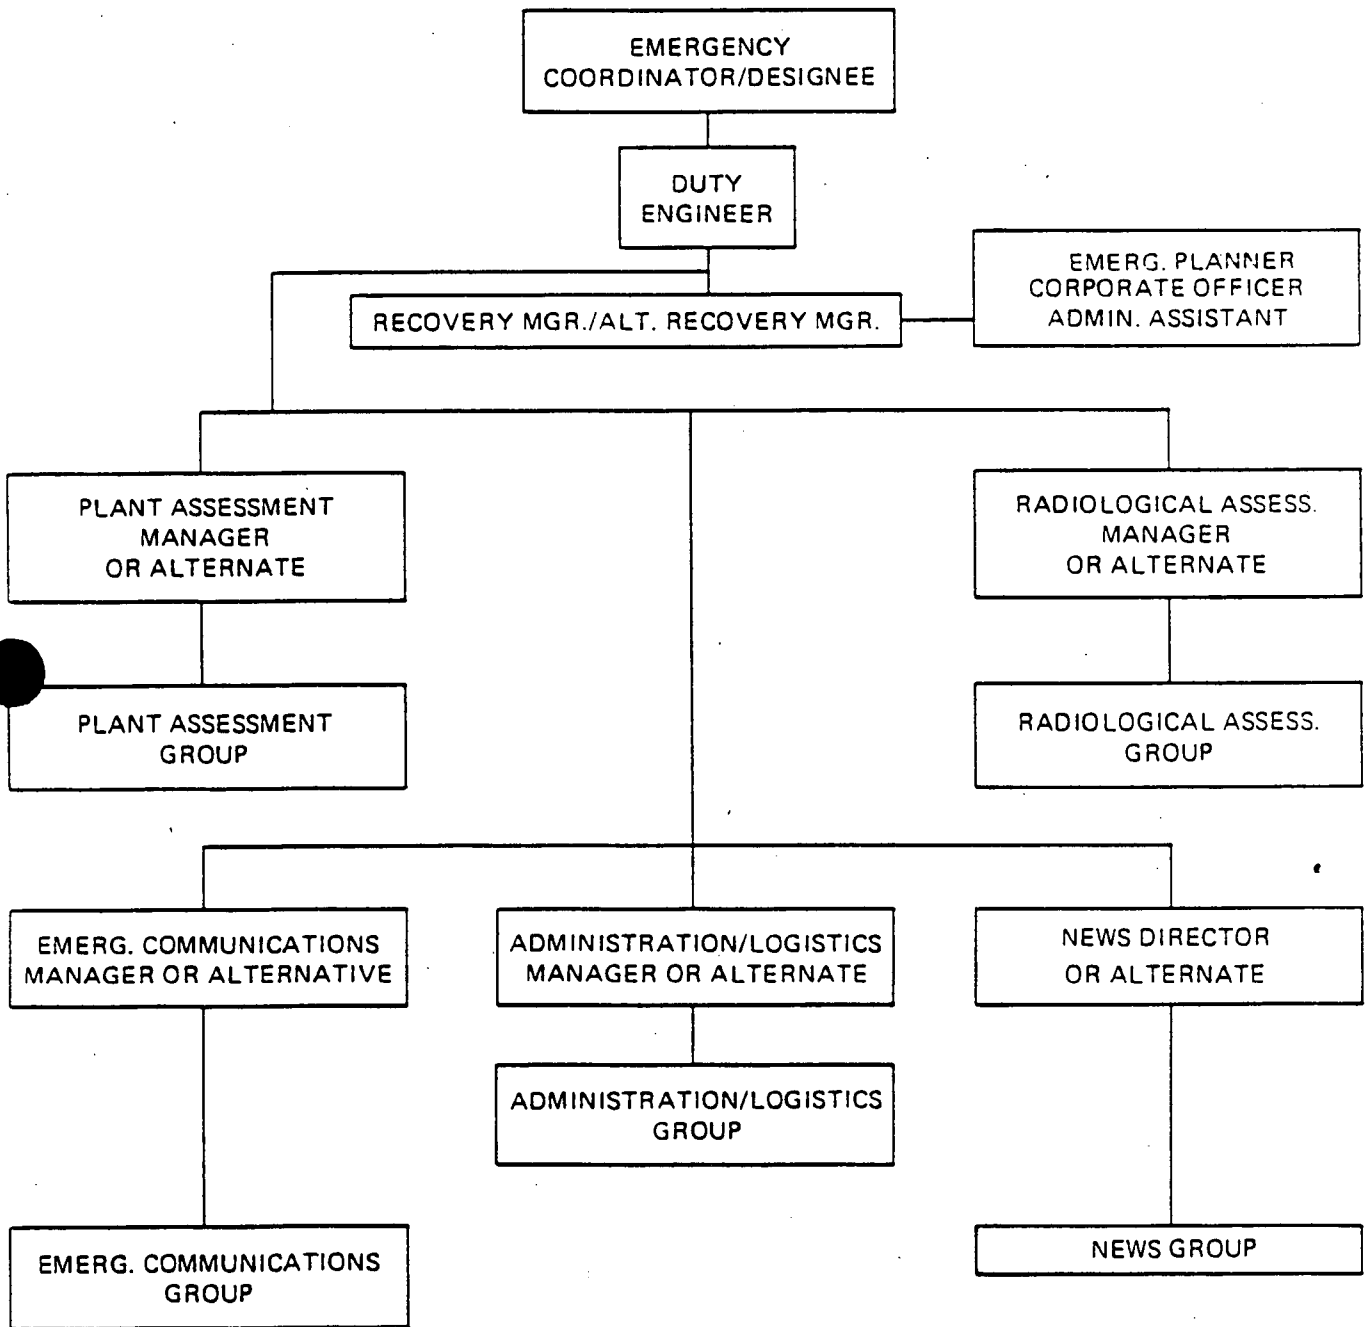 EMERGENCY
COORDINATOR/DESIGNEE
DUTY
ENGINEER
EMERG. PLANNER
CORPORATE OFFICER
ADMIN. ASSISTANT
RECOVERY MGR./ALT. RECOVERY MGR.
PLANT ASSESSMENT
MANAGER
OR ALTERNATE
RADIOLOGICAL ASSESS.
MANAGER
OR ALTERNATE
PLANT ASSESSMENT
GROUP
RADIOLOGICAL ASSESS.
GROUP
EMERG. COMMUNICATIONS
MANAGER OR ALTERNATIVE
ADMINISTRATION/LOGISTICS
MANAGER OR ALTERNATE
NEWS DIRECTOR
OR ALTERNATE
ADMINISTRATION/LOGISTICS
GROUP
EMERG. COMMUNICATIONS
GROUP
NEWS GROUP